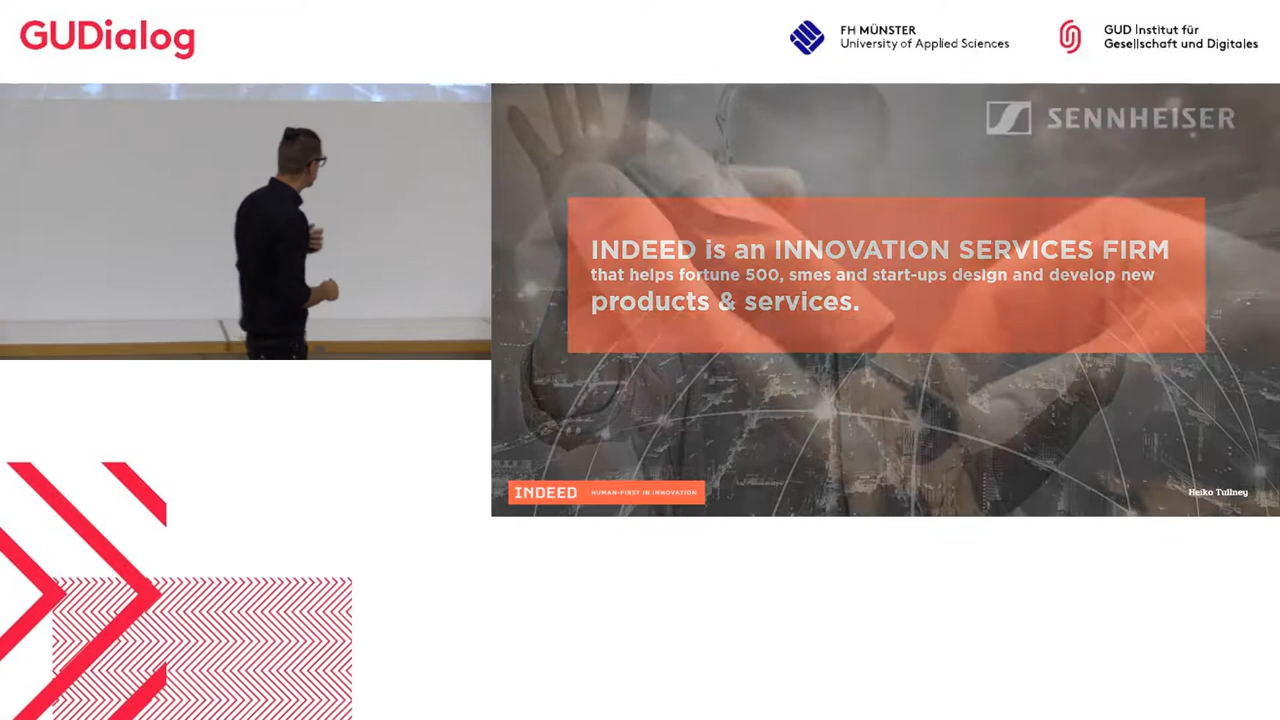 GUDialog
FH MÜNSTER
University of Applied Sciences
GUD Institut für
Gesellschaft und Digitales
SENNHEISER
INDEED is an INNOVATION SERVICES FIRM
that helps fortune 500, smes and start-ups design and develop new
products & services.
INDEED HUMAN-FIRST IN INNOVATION
Heiko Tullney